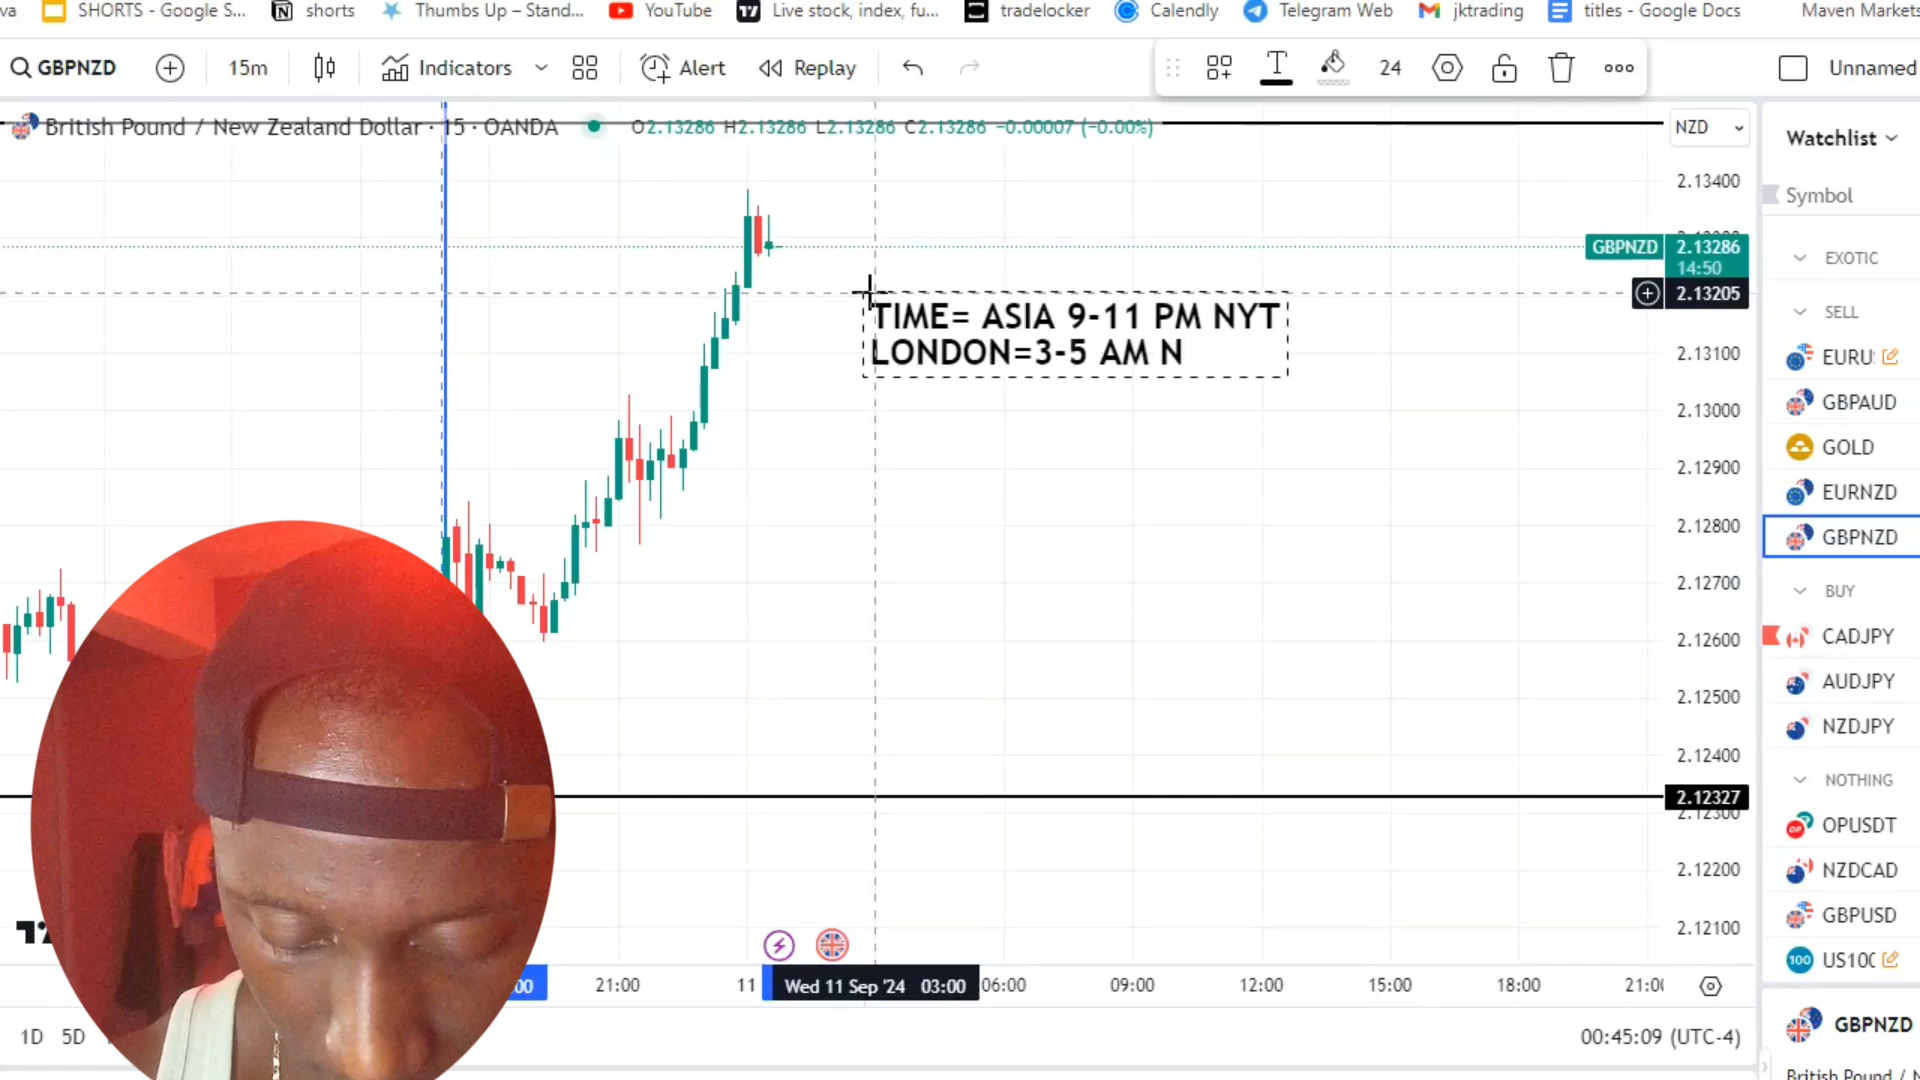 SHORTS - Google S...
shorts
Thumbs Up – Stand...
YouTube
Live stock, index, fu...
tradelocker
Calendly
Telegram Web
jktrading
titles - Google Docs
Maven Markets
GBPNZD
15m
Indicators
Alert
Replay
24
Unnamed
British Pound / New Zealand Dollar · 15 · OANDA
O2.13286 H2.13286 L2.13286 C2.13286 −0.00007 (−0.00%)
NZD
2.13400
GBPNZD 2.13286
14:50
2.13205
2.13100
2.13000
2.12900
2.12800
2.12700
2.12600
2.12500
2.12400
2.12327
2.12300
2.12200
2.12100
TIME= ASIA 9-11 PM NYT
LONDON=3-5 AM N
Watchlist
Symbol
EXOTIC
SELL
EURU
GBPAUD
GOLD
EURNZD
GBPNZD
BUY
CADJPY
AUDJPY
NZDJPY
NOTHING
OPUSDT
NZDCAD
GBPUSD
US10
:00
21:00
11
Wed 11 Sep '24 03:00
06:00
09:00
12:00
15:00
18:00
21:0
1D
5D
00:45:09 (UTC-4)
GBPNZD
British Pound / N